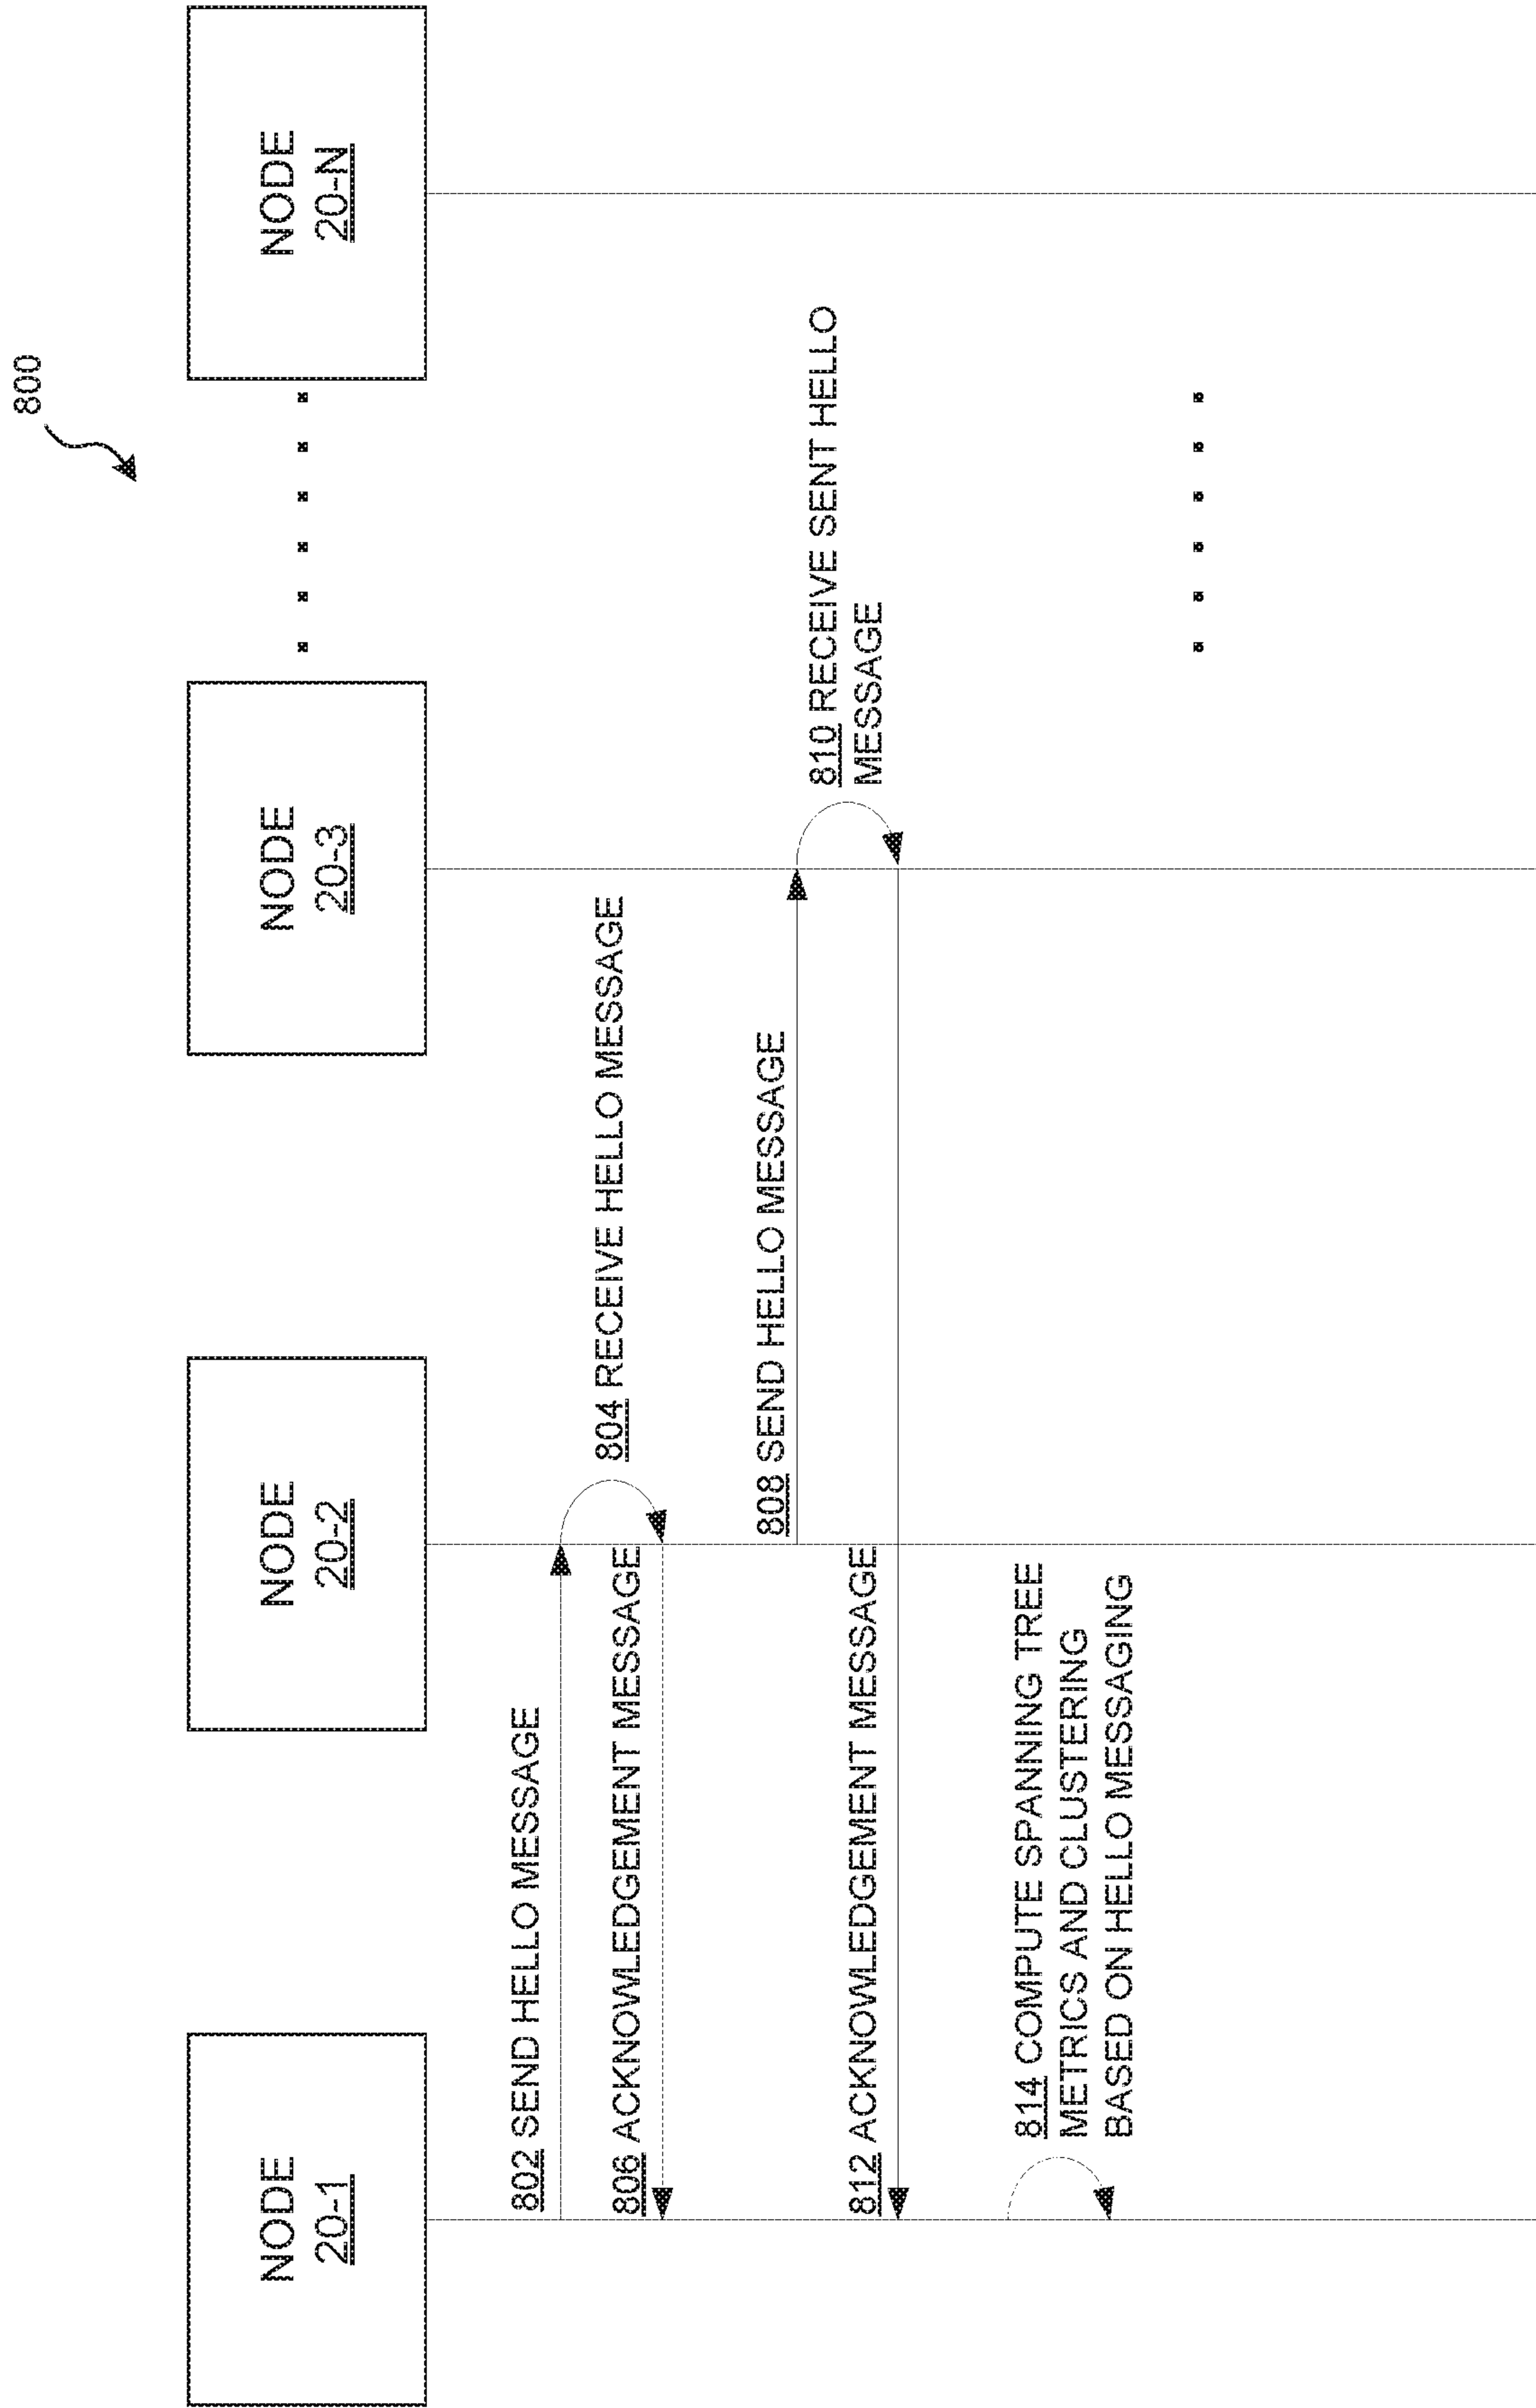 800
NODE
20-1
NODE
20-2
NODE
20-3
NODE
20-N
802 SEND HELLO MESSAGE
804 RECEIVE HELLO MESSAGE
806 ACKNOWLEDGEMENT MESSAGE
808 SEND HELLO MESSAGE
810 RECEIVE SENT HELLO
MESSAGE
812 ACKNOWLEDGEMENT MESSAGE
814 COMPUTE SPANNING TREE
METRICS AND CLUSTERING
BASED ON HELLO MESSAGING